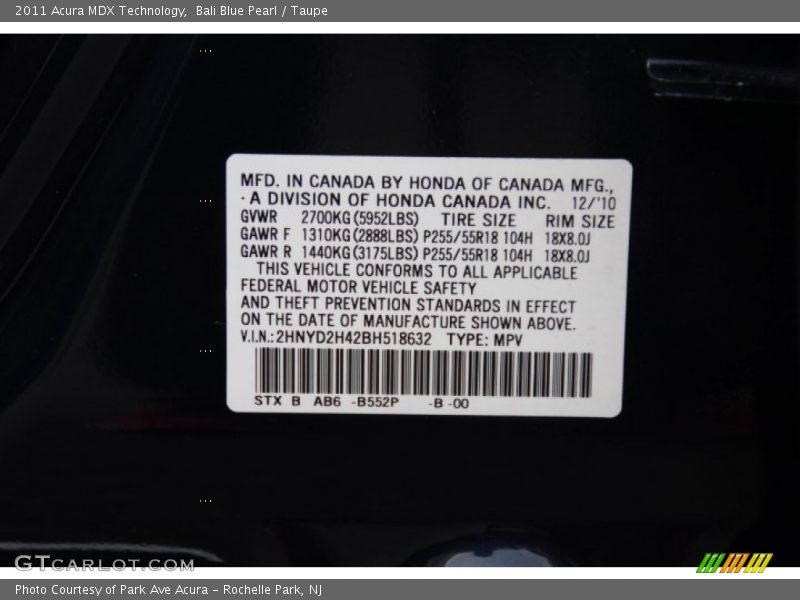 2011 Acura MDX Technology,  Bali Blue Pearl / Taupe
MFD. IN CANADA BY HONDA OF CANADA MFG.,
- A DIVISION OF HONDA CANADA INC. 12/'10
GVWR 2700KG(5952LBS) TIRE SIZE RIM SIZE
GAWR F 1310KG(2888LBS) P255/55R18 104H 18X8.0J
GAWR R 1440KG(3175LBS) P255/55R18 104H 18X8.0J
THIS VEHICLE CONFORMS TO ALL APPLICABLE
FEDERAL MOTOR VEHICLE SAFETY
AND THEFT PREVENTION STANDARDS IN EFFECT
ON THE DATE OF MANUFACTURE SHOWN ABOVE.
V.I.N.:2HNYD2H42BH518632 TYPE: MPV
STX B AB6 -B552P -B -00
GTCARLOT.COM
Photo Courtesy of Park Ave Acura - Rochelle Park, NJ